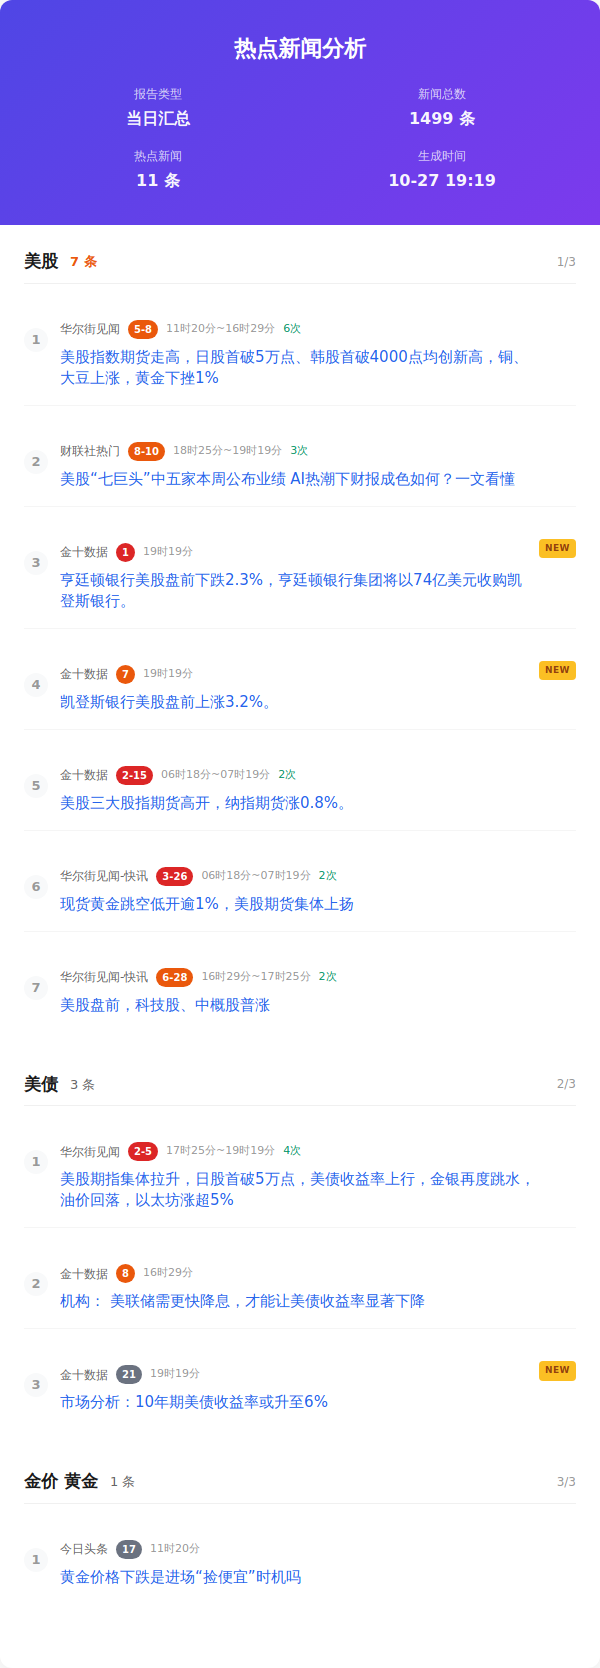 热点新闻分析
报告类型
新闻总数
当日汇总
1499 条
热点新闻
生成时间
11 条
10-27 19:19
美股 7 条 1/3
1
华尔街见闻 5-8 11时20分~16时29分 6次
美股指数期货走高，日股首破5万点、韩股首破4000点均创新高，铜、
大豆上涨，黄金下挫1%
2
财联社热门 8-10 18时25分~19时19分 3次
美股“七巨头”中五家本周公布业绩 AI热潮下财报成色如何？一文看懂
3
金十数据 1 19时19分 NEW
亨廷顿银行美股盘前下跌2.3%，亨廷顿银行集团将以74亿美元收购凯
登斯银行。
4
金十数据 7 19时19分 NEW
凯登斯银行美股盘前上涨3.2%。
5
金十数据 2-15 06时18分~07时19分 2次
美股三大股指期货高开，纳指期货涨0.8%。
6
华尔街见闻-快讯 3-26 06时18分~07时19分 2次
现货黄金跳空低开逾1%，美股期货集体上扬
7
华尔街见闻-快讯 6-28 16时29分~17时25分 2次
美股盘前，科技股、中概股普涨
美债 3 条 2/3
1
华尔街见闻 2-5 17时25分~19时19分 4次
美股期指集体拉升，日股首破5万点，美债收益率上行，金银再度跳水，
油价回落，以太坊涨超5%
2
金十数据 8 16时29分
机构： 美联储需更快降息，才能让美债收益率显著下降
3
金十数据 21 19时19分 NEW
市场分析：10年期美债收益率或升至6%
金价 黄金 1 条 3/3
1
今日头条 17 11时20分
黄金价格下跌是进场“捡便宜”时机吗